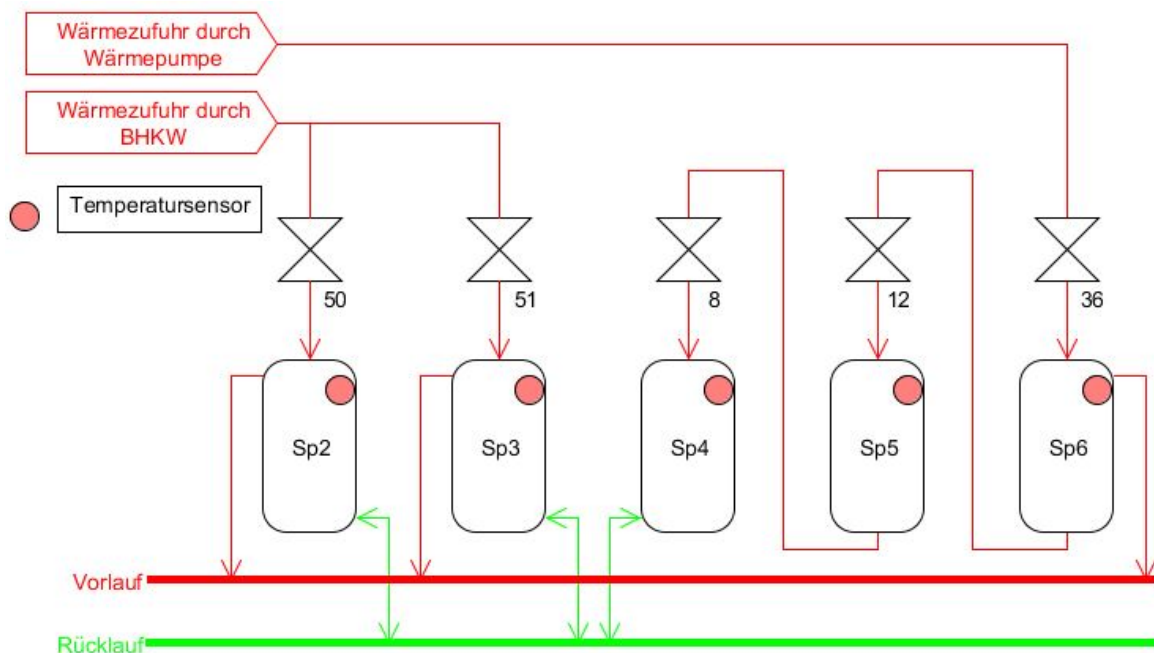 Wärmezufuhr durch
Wärmepumpe
Wärmezufuhr durch
BHKW
Temperatursensor
50
51
8
12
36
Sp2
Sp3
Sp4
Sp5
Sp6
Vorlauf
Rücklauf